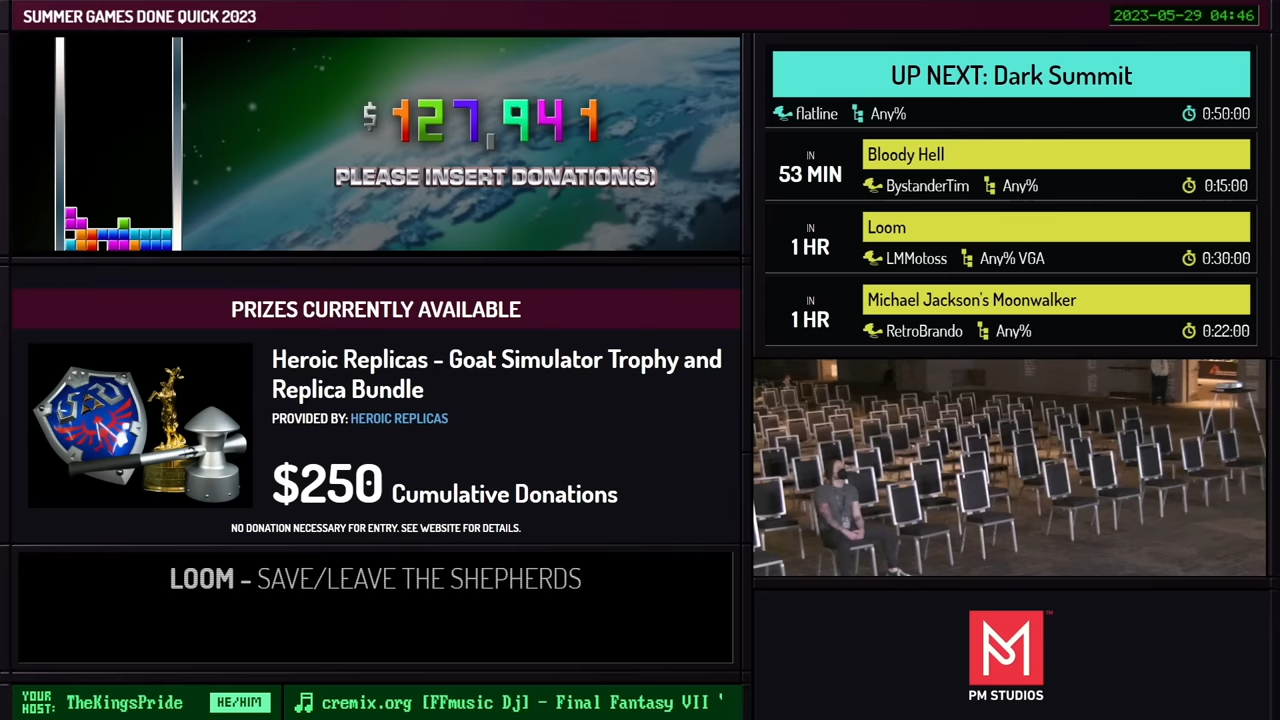 SUMMER GAMES DONE QUICK 2023
2023-05-29 04:46
$127,941
PLEASE INSERT DONATION(S)
UP NEXT: Dark Summit
flatline Any% 0:50:00
IN
53 MIN
Bloody Hell
BystanderTim Any% 0:15:00
IN
1 HR
Loom
LMMotoss Any% VGA 0:30:00
IN
1 HR
Michael Jackson's Moonwalker
RetroBrando Any% 0:22:00
PRIZES CURRENTLY AVAILABLE
Heroic Replicas - Goat Simulator Trophy and
Replica Bundle
PROVIDED BY: HEROIC REPLICAS
$250 Cumulative Donations
NO DONATION NECESSARY FOR ENTRY. SEE WEBSITE FOR DETAILS.
LOOM - SAVE/LEAVE THE SHEPHERDS
PM STUDIOS
™
YOUR
HOST:
TheKingsPride HE/HIM cremix.org [FFmusic Dj] - Final Fantasy VII '